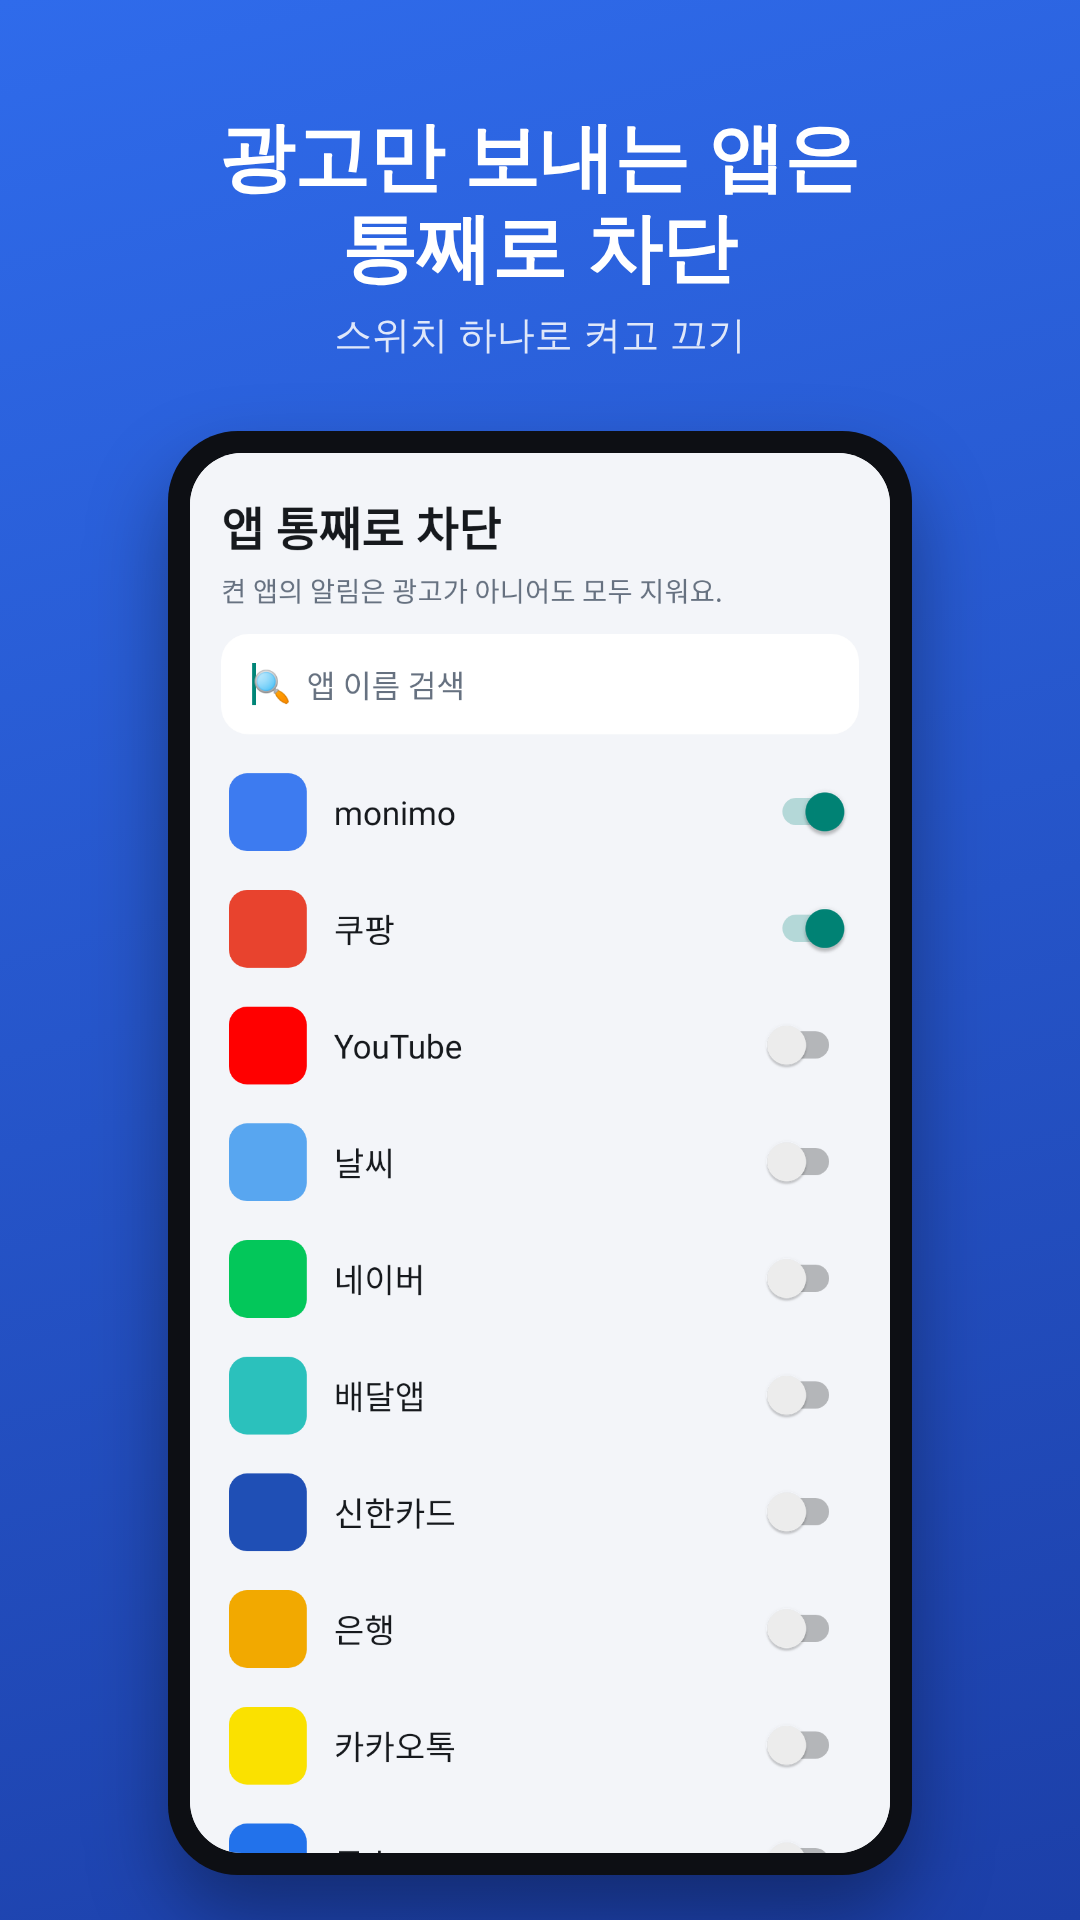 광고만 보내는 앱은
통째로 차단
스위치 하나로 켜고 끄기
앱 통째로 차단
켠 앱의 알림은 광고가 아니어도 모두 지워요.
🔍 앱 이름 검색
monimo
쿠팡
YouTube
날씨
네이버
배달앱
신한카드
은행
카카오톡